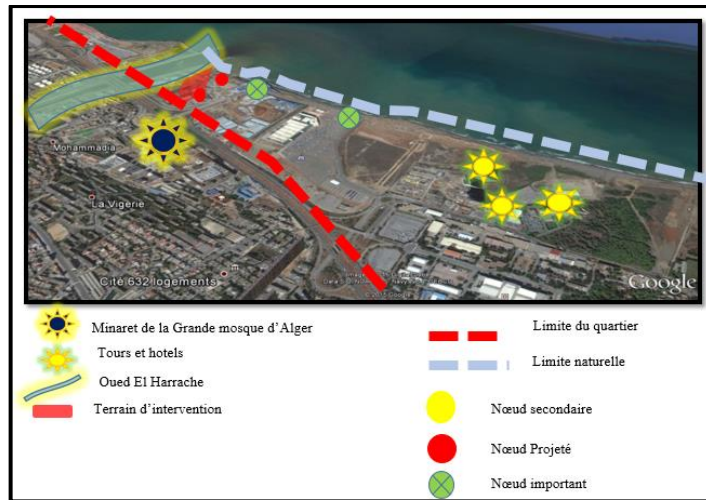 Mohammadia
La Vigerie
Cité 632 logements
Google
Minaret de la Grande mosque d'Alger
Tours et hotels
Oued El Harrache
Terrain d'intervention
Limite du quartier
Limite naturelle
Nœud secondaire
Nœud Projeté
Nœud important